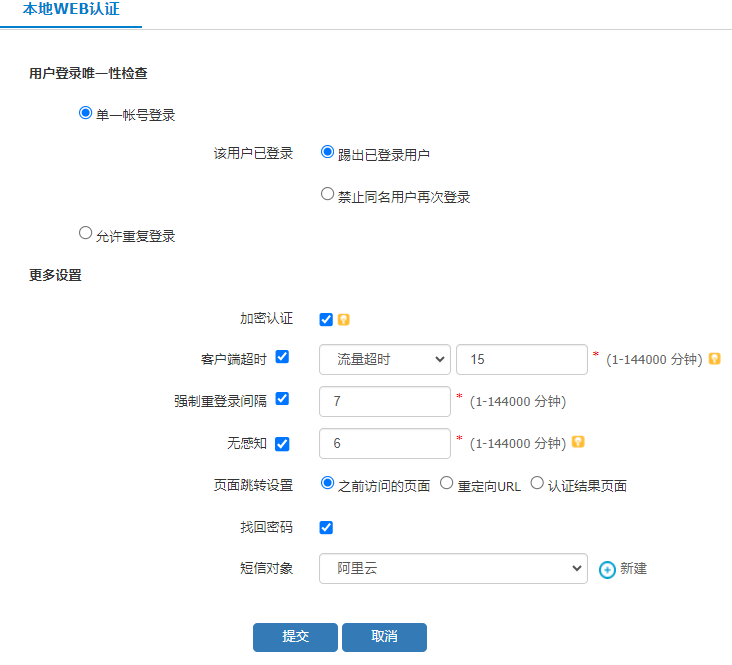 本地WEB认证
用户登录唯一性检查
单一帐号登录
该用户已登录 踢出已登录用户
禁止同名用户再次登录
允许重复登录
更多设置
加密认证
客户端超时 流量超时 15 * (1-144000 分钟)
强制重登录间隔 7 * (1-144000 分钟)
无感知 6 * (1-144000 分钟)
页面跳转设置 之前访问的页面 重定向URL 认证结果页面
找回密码
短信对象 阿里云 新建
提交 取消